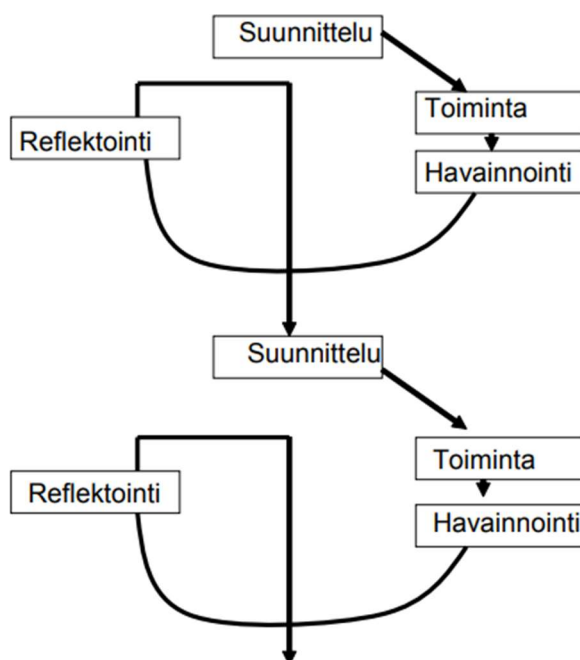 Suunnittelu
Toiminta
Reflektointi
Havainnointi
Suunnittelu
Toiminta
Reflektointi
Havainnointi